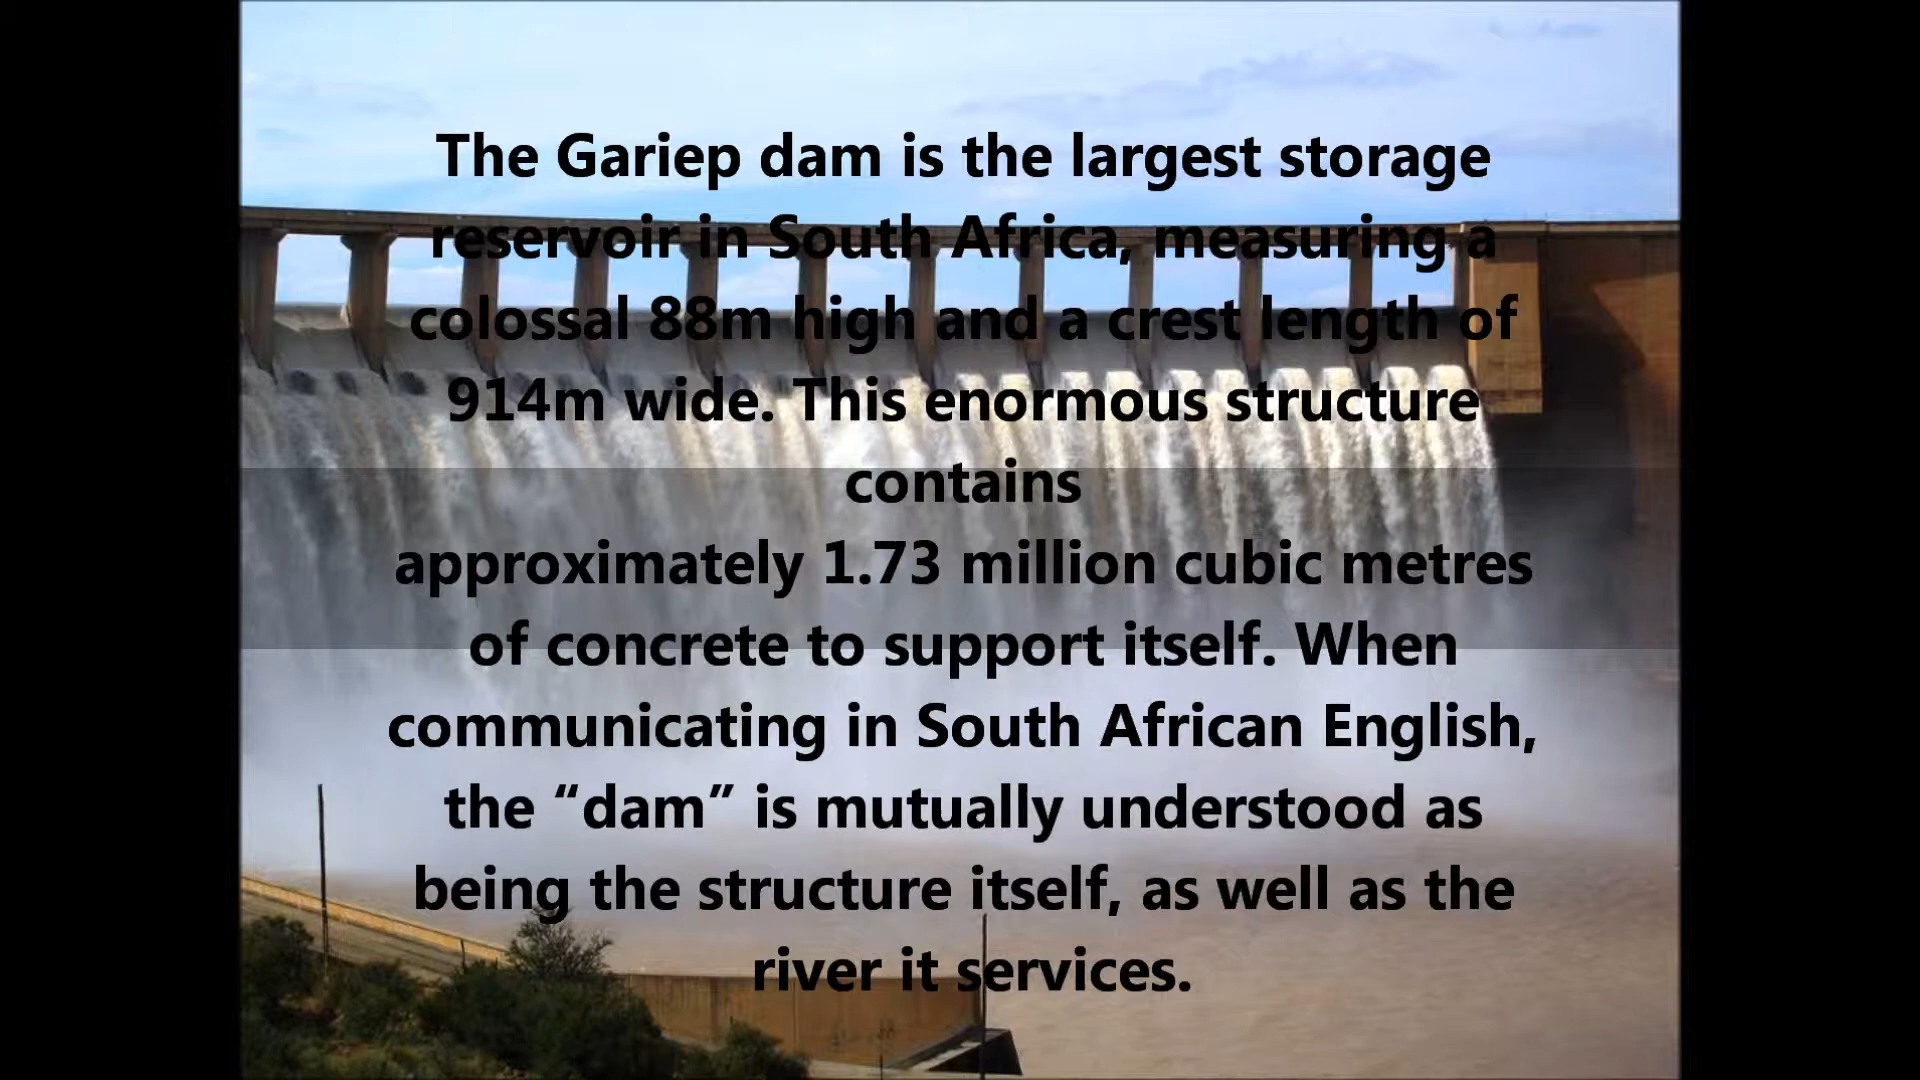 The Gariep dam is the largest storage
reservoir in South Africa, measuring a
colossal 88m high and a crest length of
914m wide. This enormous structure
contains
approximately 1.73 million cubic metres
of concrete to support itself. When
communicating in South African English,
the “dam” is mutually understood as
being the structure itself, as well as the
river it services.